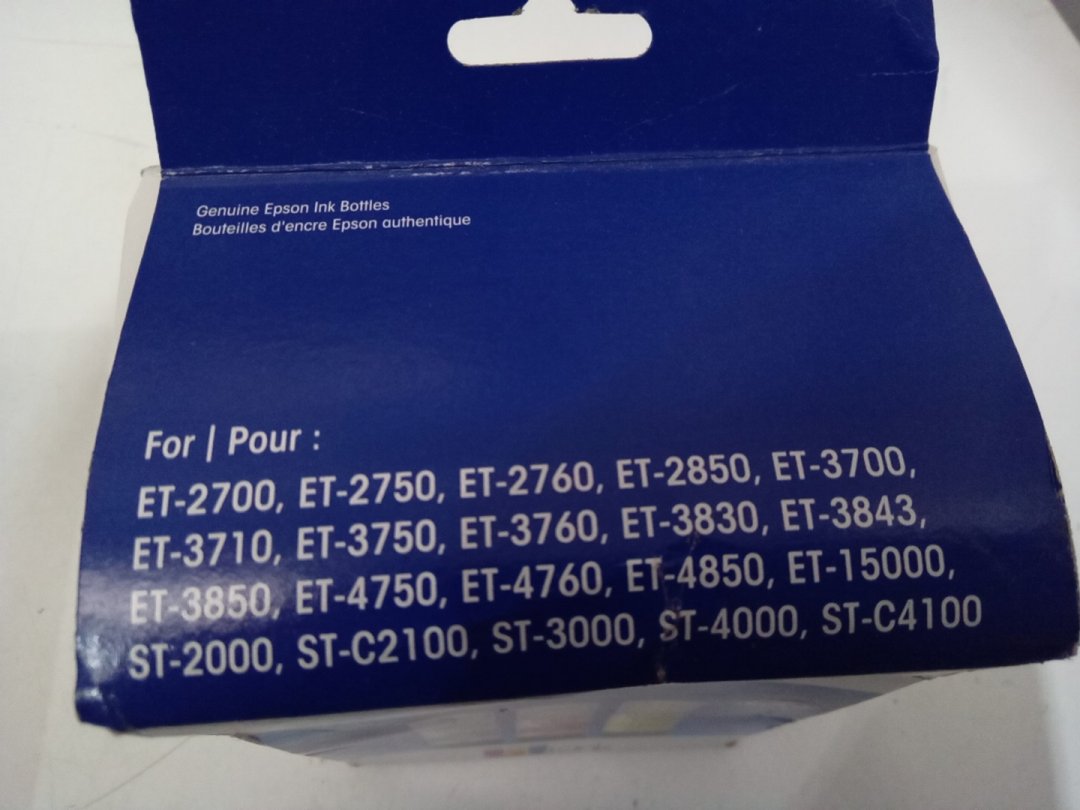 Genuine Epson Ink Bottles
Bouteilles d'encre Epson authentique
For | Pour :
ET-2700, ET-2750, ET-2760, ET-2850, ET-3700,
ET-3710, ET-3750, ET-3760, ET-3830, ET-3843,
ET-3850, ET-4750, ET-4760, ET-4850, ET-15000,
ST-2000, ST-C2100, ST-3000, ST-4000, ST-C4100